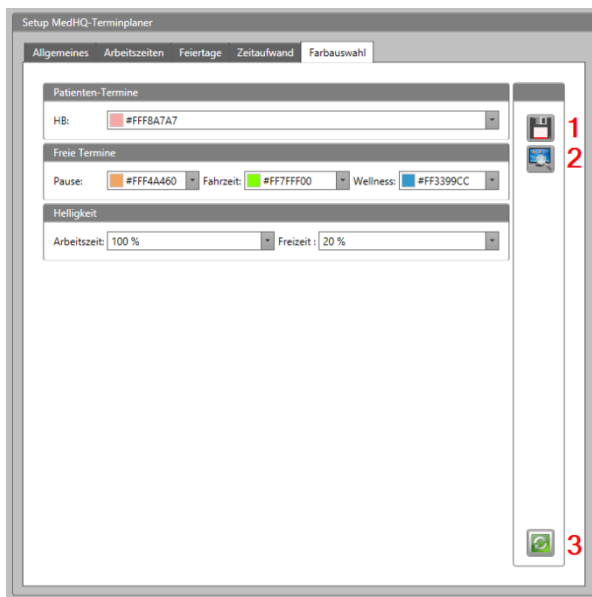 Setup MedHQ-Terminplaner
Allgemeines Arbeitszeiten Feiertage Zeitaufwand Farbauswahl
Patienten-Termine
HB: #FFF8A7A7
1
2
Freie Termine
Pause: #FFF4A460 Fahrzeit: #FF7FFF00 Wellness: #FF3399CC
Helligkeit
Arbeitszeit: 100 % Freizeit : 20 %
3